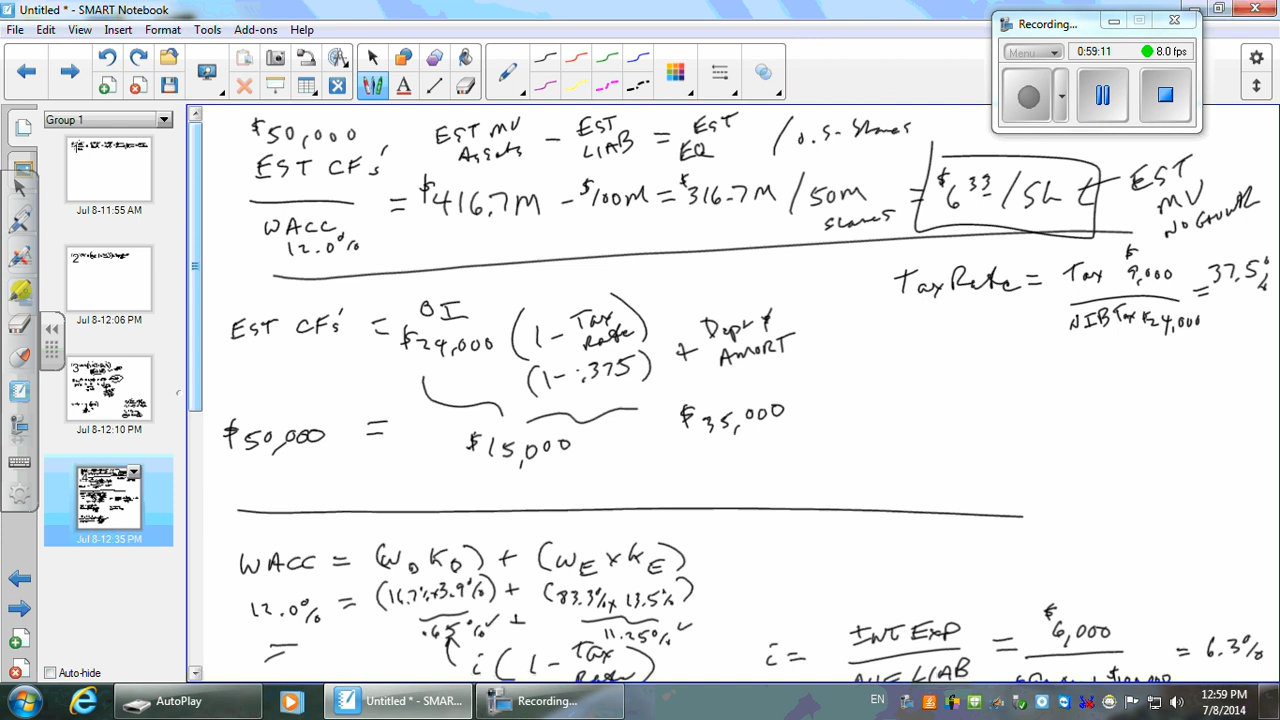 Untitled * - SMART Notebook
File Edit View Insert Format Tools Add-ons Help
Recording...
Menu 0:59:11 8.0 fps
Group 1
Jul 8-11:55 AM
Jul 8-12:06 PM
Jul 8-12:10 PM
Jul 8-12:35 PM
Auto-hide
$50,000 EST MV Assets − EST LIAB = EST EQ / O.S. Shares
EST CF's
WACC 12.0% = $416.7M − $100M = $316.7M / 50M shares = $6.33 / Sh ← EST MV No Growth
Tax Rate = Tax $9,000 / NIB Tax $24,000 = 37.5%
EST CF's = OI $24,000 (1 − Tax Rate) + Depr & AMORT
(1 − .375)
$50,000 = $15,000 $35,000
WACC = (WD KD) + (WE x KE)
12.0% = (16.7% x 3.9%) + (83.3% x 13.5%)
.65% ✓ + 11.25% ✓
= i (1 − Tax Rate)
i = INT EXP / AVE LIAB = $6,000 = 6.3%
EN
AutoPlay
Untitled * - SMAR...
Recording...
12:59 PM
7/8/2014